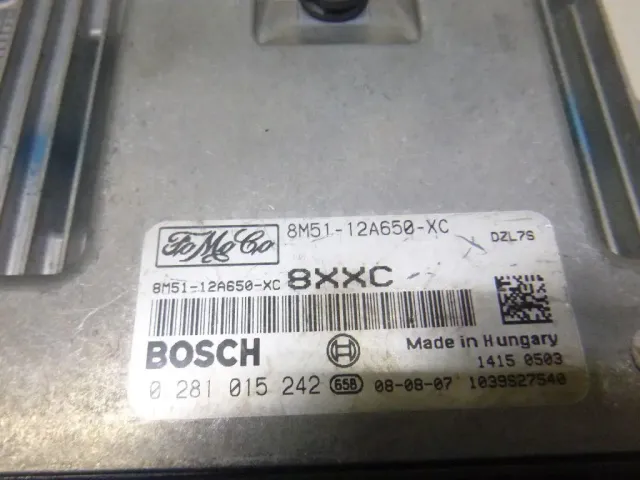 FoMoCo 8M51-12A650-XC DZL7S
8M51-12A650-XC 8XXC
BOSCH Made in Hungary
1415 0503
0 281 015 242 65B 08-08-07 1039S27540